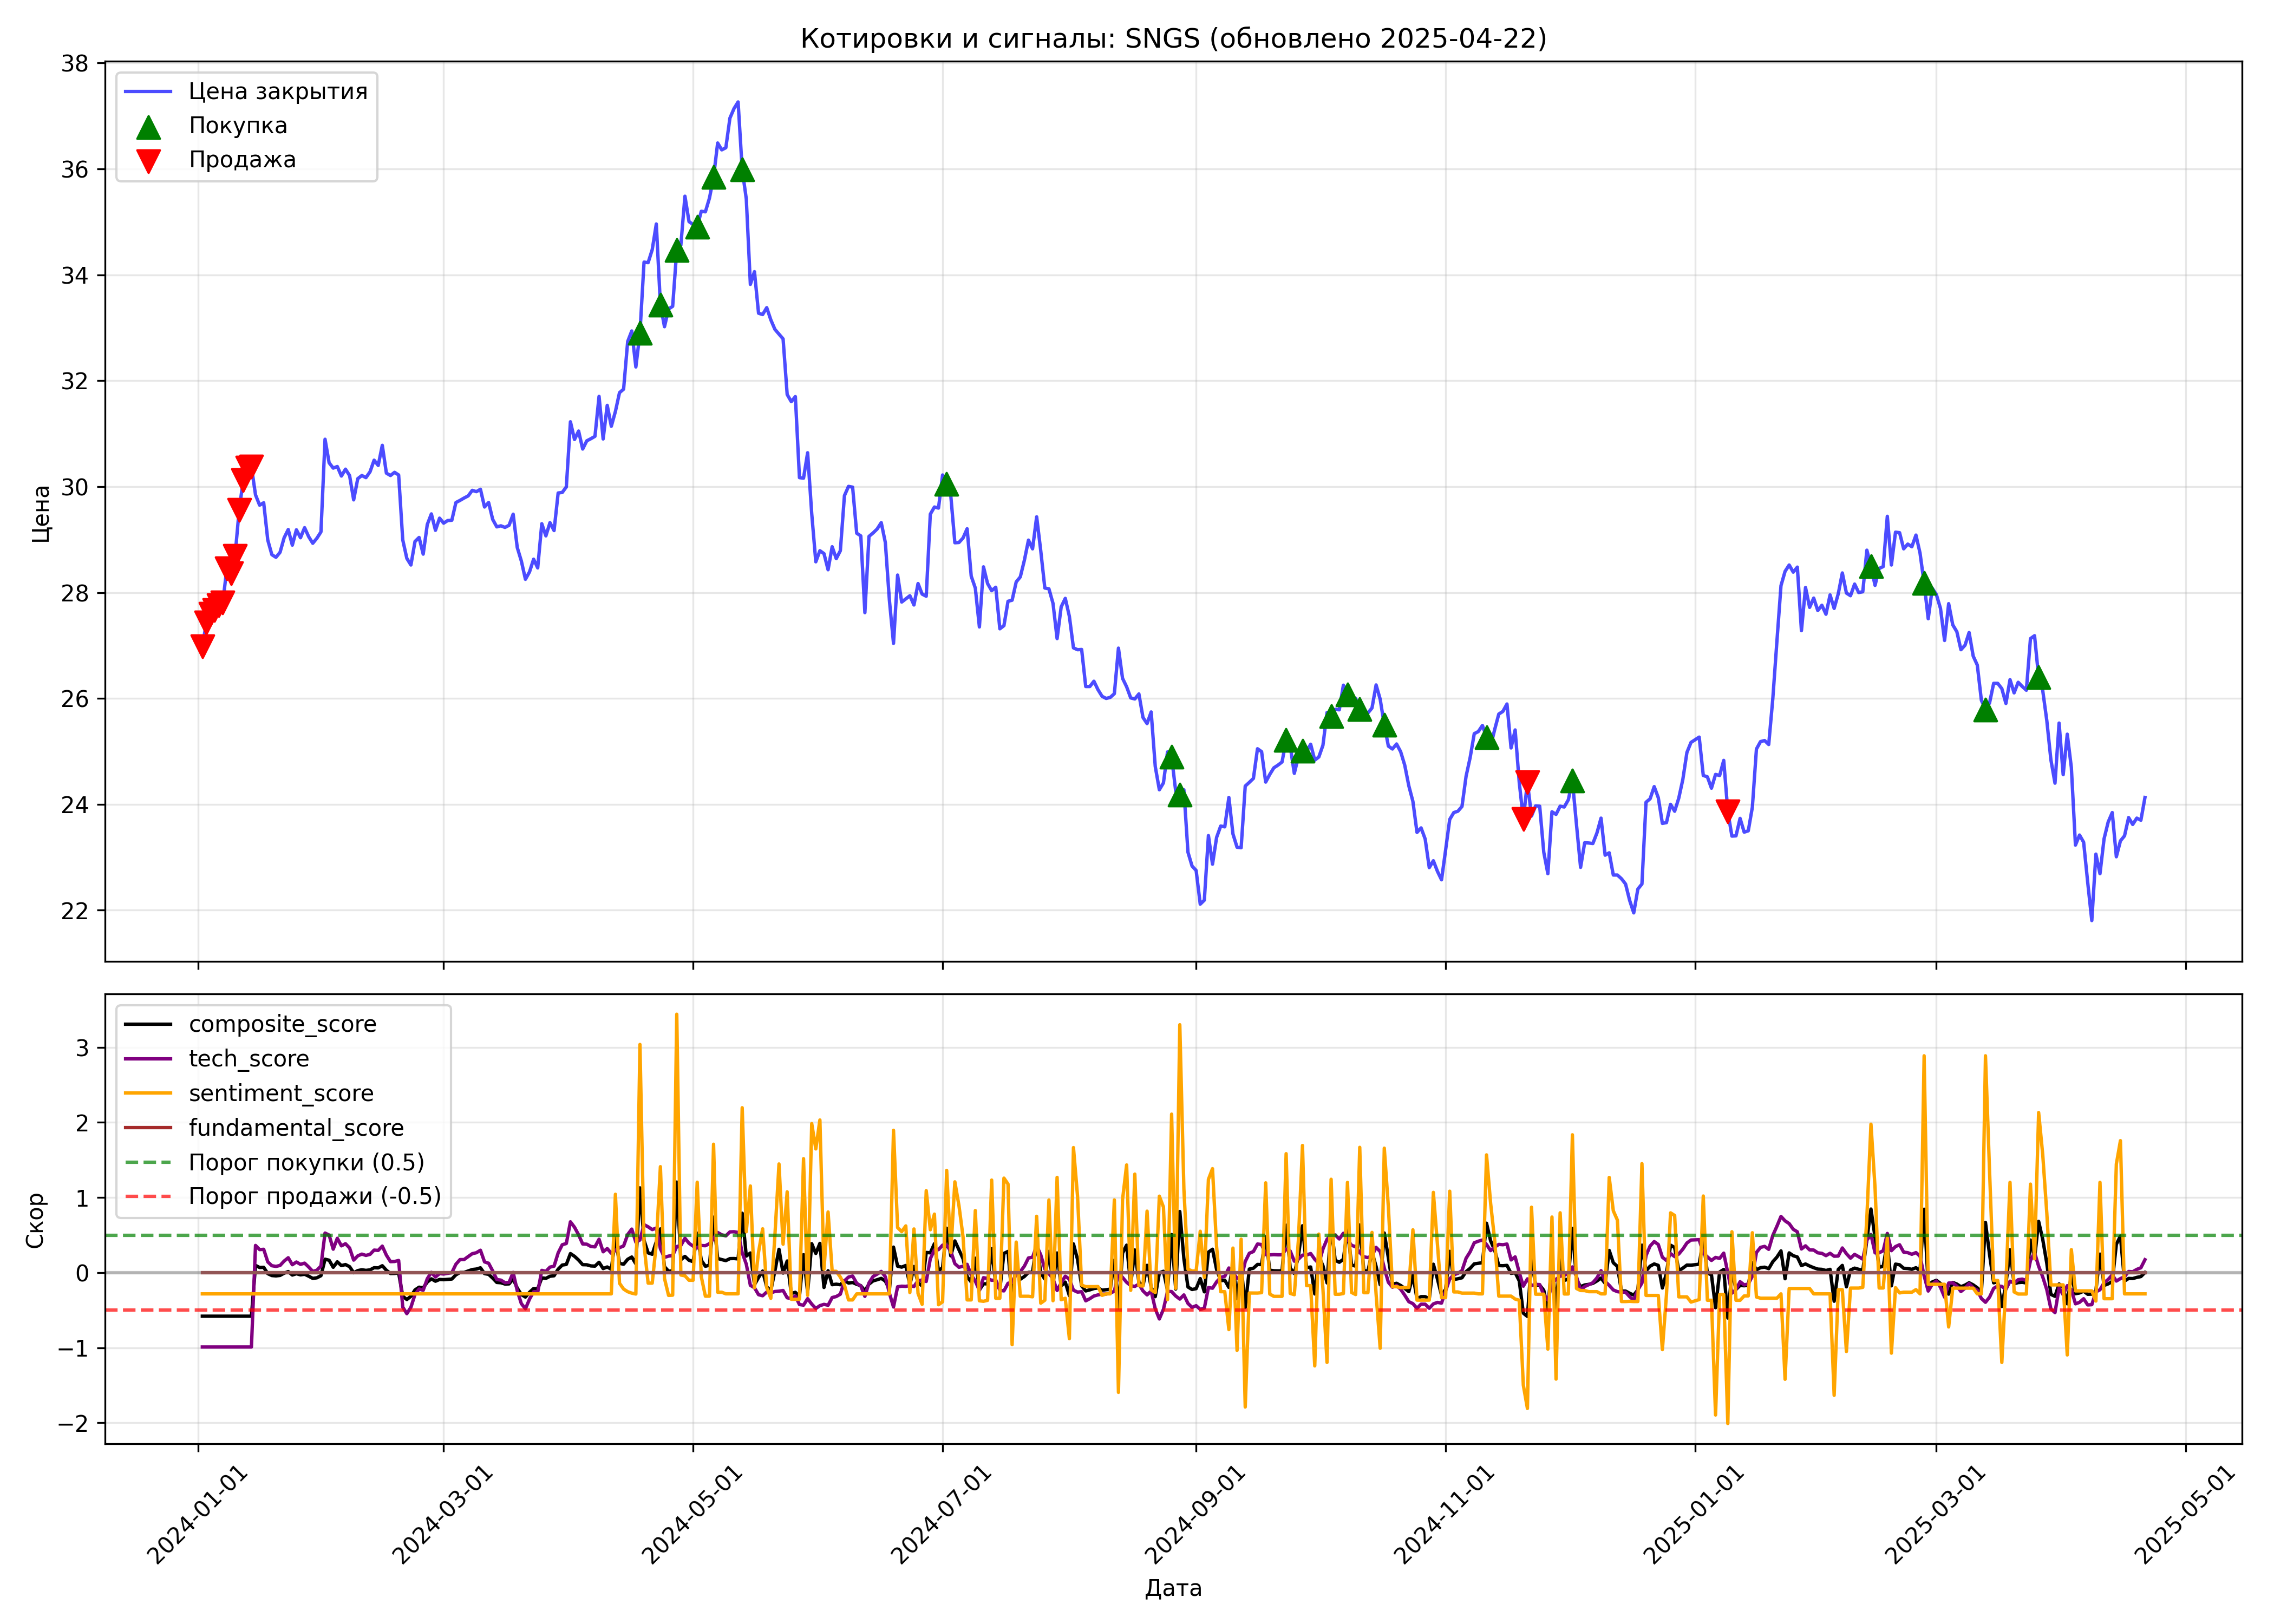 Котировки и сигналы: SNGS (обновлено 2025-04-22)
38
36
34
32
30
28
26
24
22
Цена
Цена закрытия
Покупка
Продажа
3
2
1
0
−1
−2
Скор
composite_score
tech_score
sentiment_score
fundamental_score
Порог покупки (0.5)
Порог продажи (-0.5)
2024-01-01
2024-03-01
2024-05-01
2024-07-01
2024-09-01
2024-11-01
2025-01-01
2025-03-01
2025-05-01
Дата